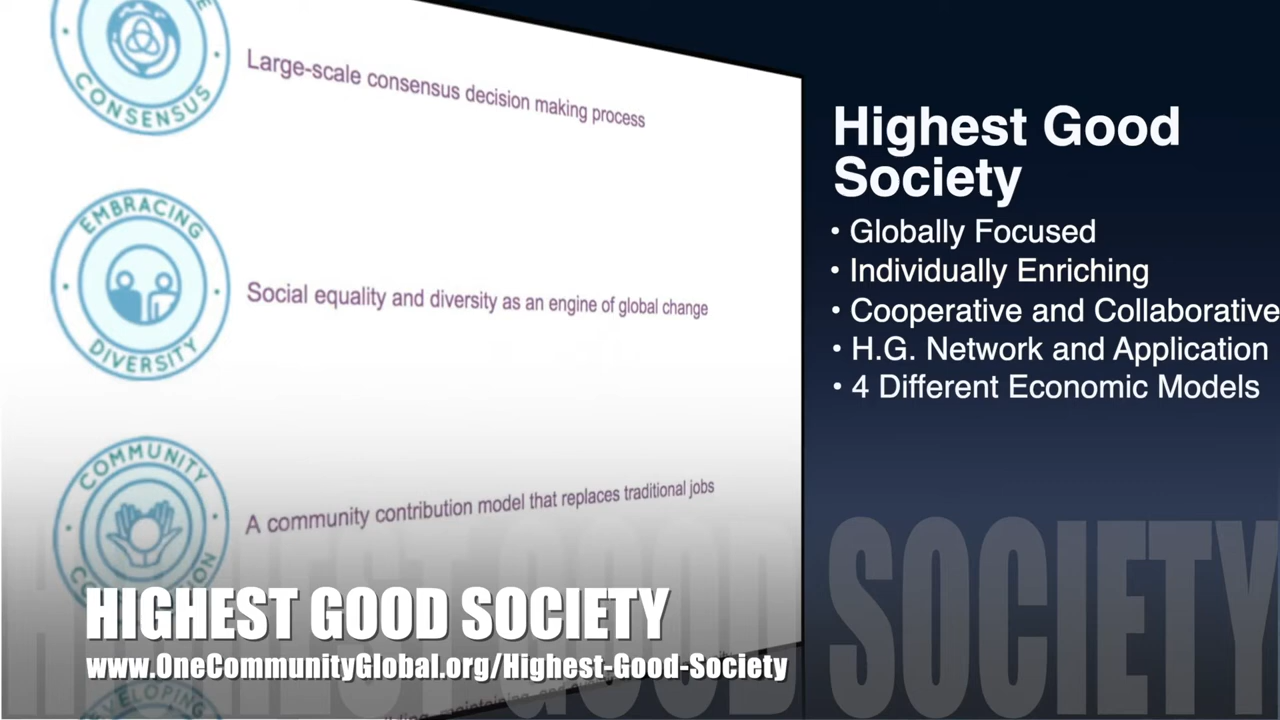 CONSENSUS
Large-scale consensus decision making process
EMBRACING
DIVERSITY
Social equality and diversity as an engine of global change
COMMUNITY
A community contribution model that replaces traditional jobs
Highest Good
Society
• Globally Focused
• Individually Enriching
• Cooperative and Collaborative
• H.G. Network and Application
• 4 Different Economic Models
HIGHEST GOOD SOCIETY
HIGHEST GOOD SOCIETY
www.OneCommunityGlobal.org/Highest-Good-Society